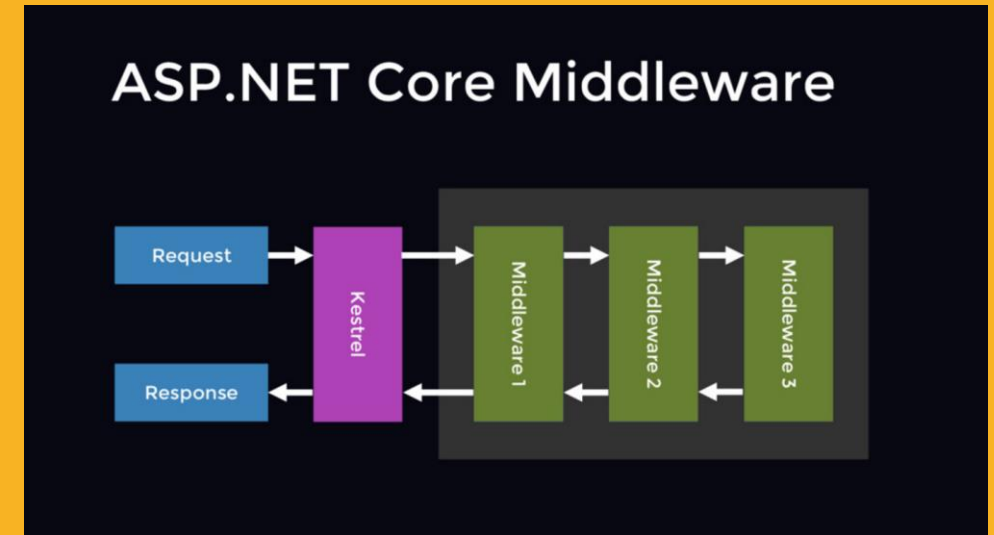 ASP.NET Core Middleware
Request
Kestrel
Middleware 1
Middleware 2
Middleware 3
Response